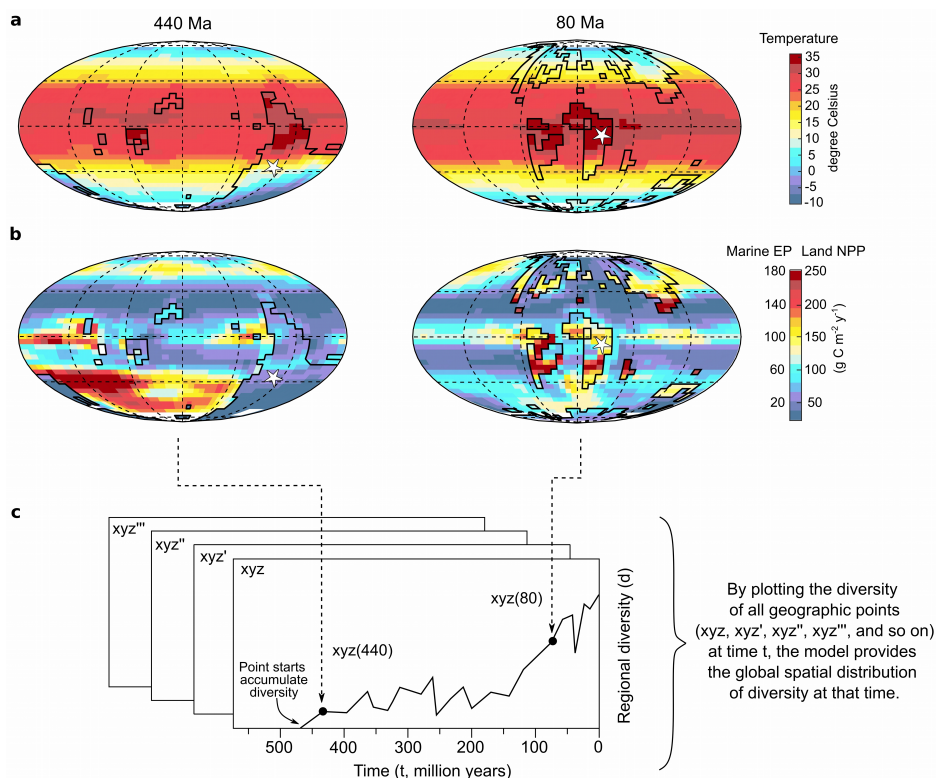 a
440 Ma
80 Ma
Temperature
35
30
25
20
15
10
5
0
-5
-10
degree Celsius
b
Marine EP Land NPP
180 250
140 200
100 150
60 100
20 50
(g C m⁻² y⁻¹)
c
xyz'''
xyz''
xyz'
xyz
xyz(80)
xyz(440)
Point starts
accumulate
diversity
500 400 300 200 100 0
Time (t, million years)
Regional diversity (d)
By plotting the diversity
of all geographic points
(xyz, xyz', xyz'', xyz''', and so on)
at time t, the model provides
the global spatial distribution
of diversity at that time.